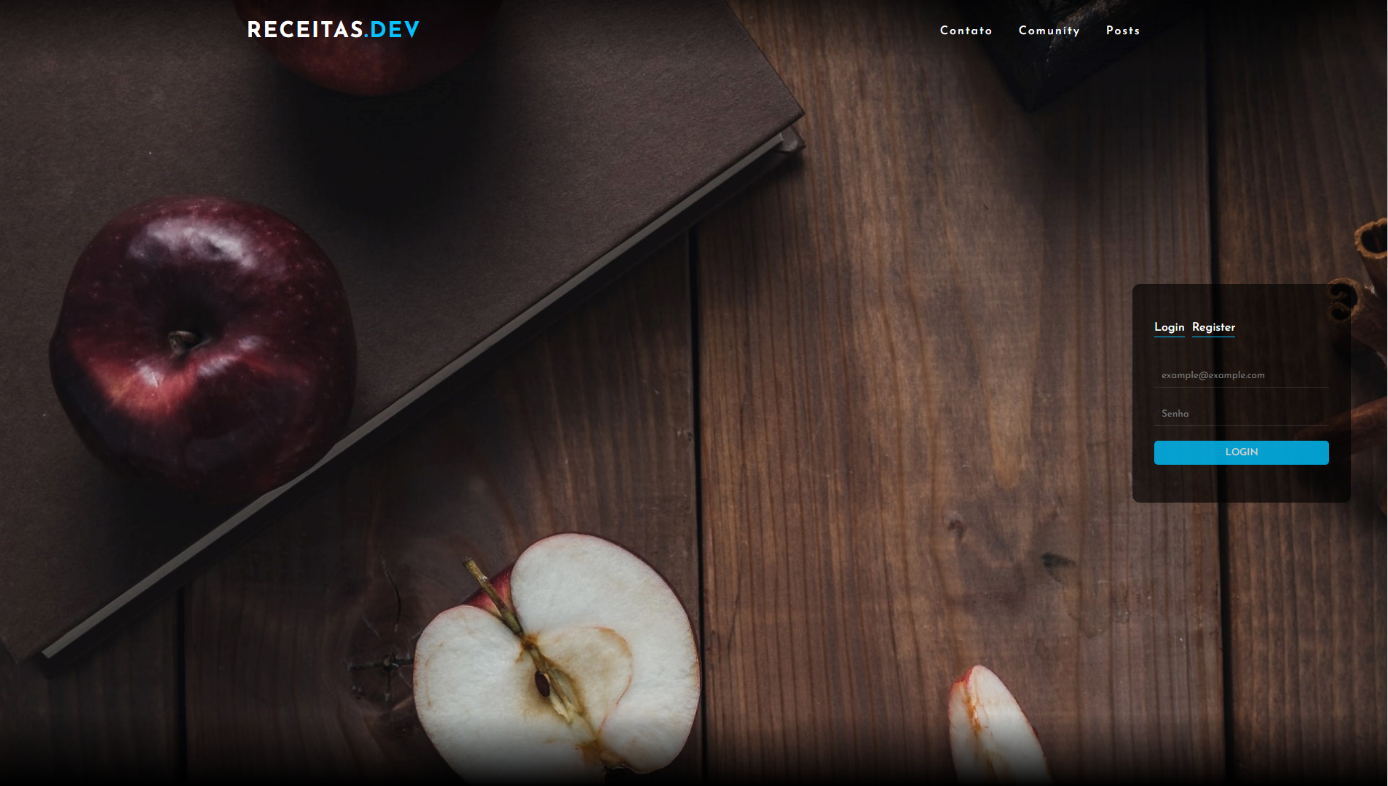 RECEITAS.DEV
Contato Comunity Posts
Login Register
example@example.com
Senha
LOGIN